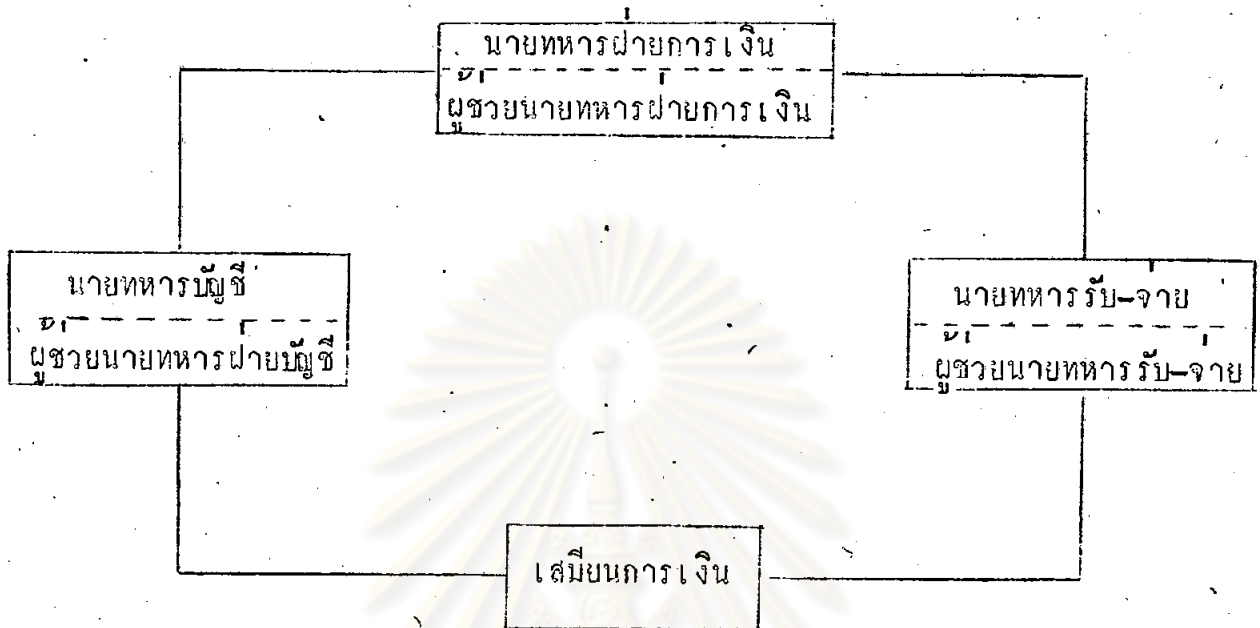 นายทหารฝ่ายการเงิน
ผู้ช่วยนายทหารฝ่ายการเงิน
นายทหารบัญชี
ผู้ช่วยนายทหารฝ่ายบัญชี
นายทหารรับ-จ่าย
ผู้ช่วยนายทหารรับ-จ่าย
เสมียนการเงิน